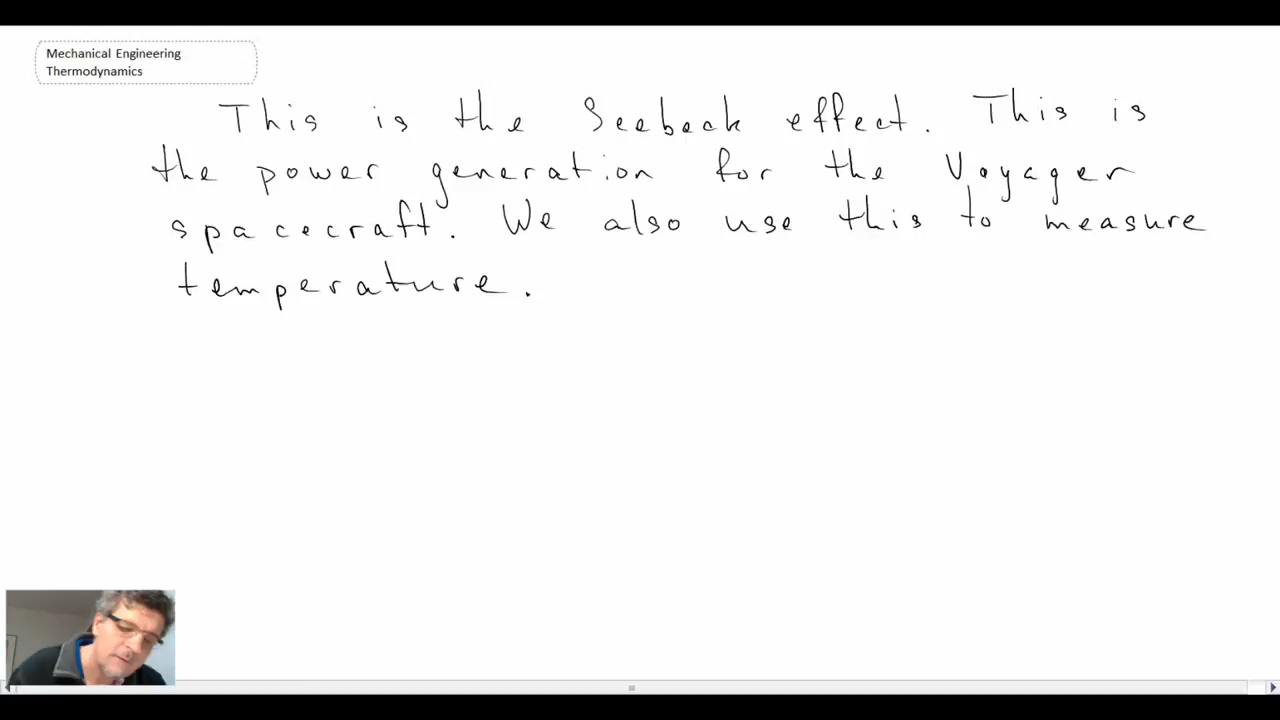 Mechanical Engineering
Thermodynamics
This is the Seebeck effect. This is
the power generation for the Voyager
spacecraft. We also use this to measure
temperature.